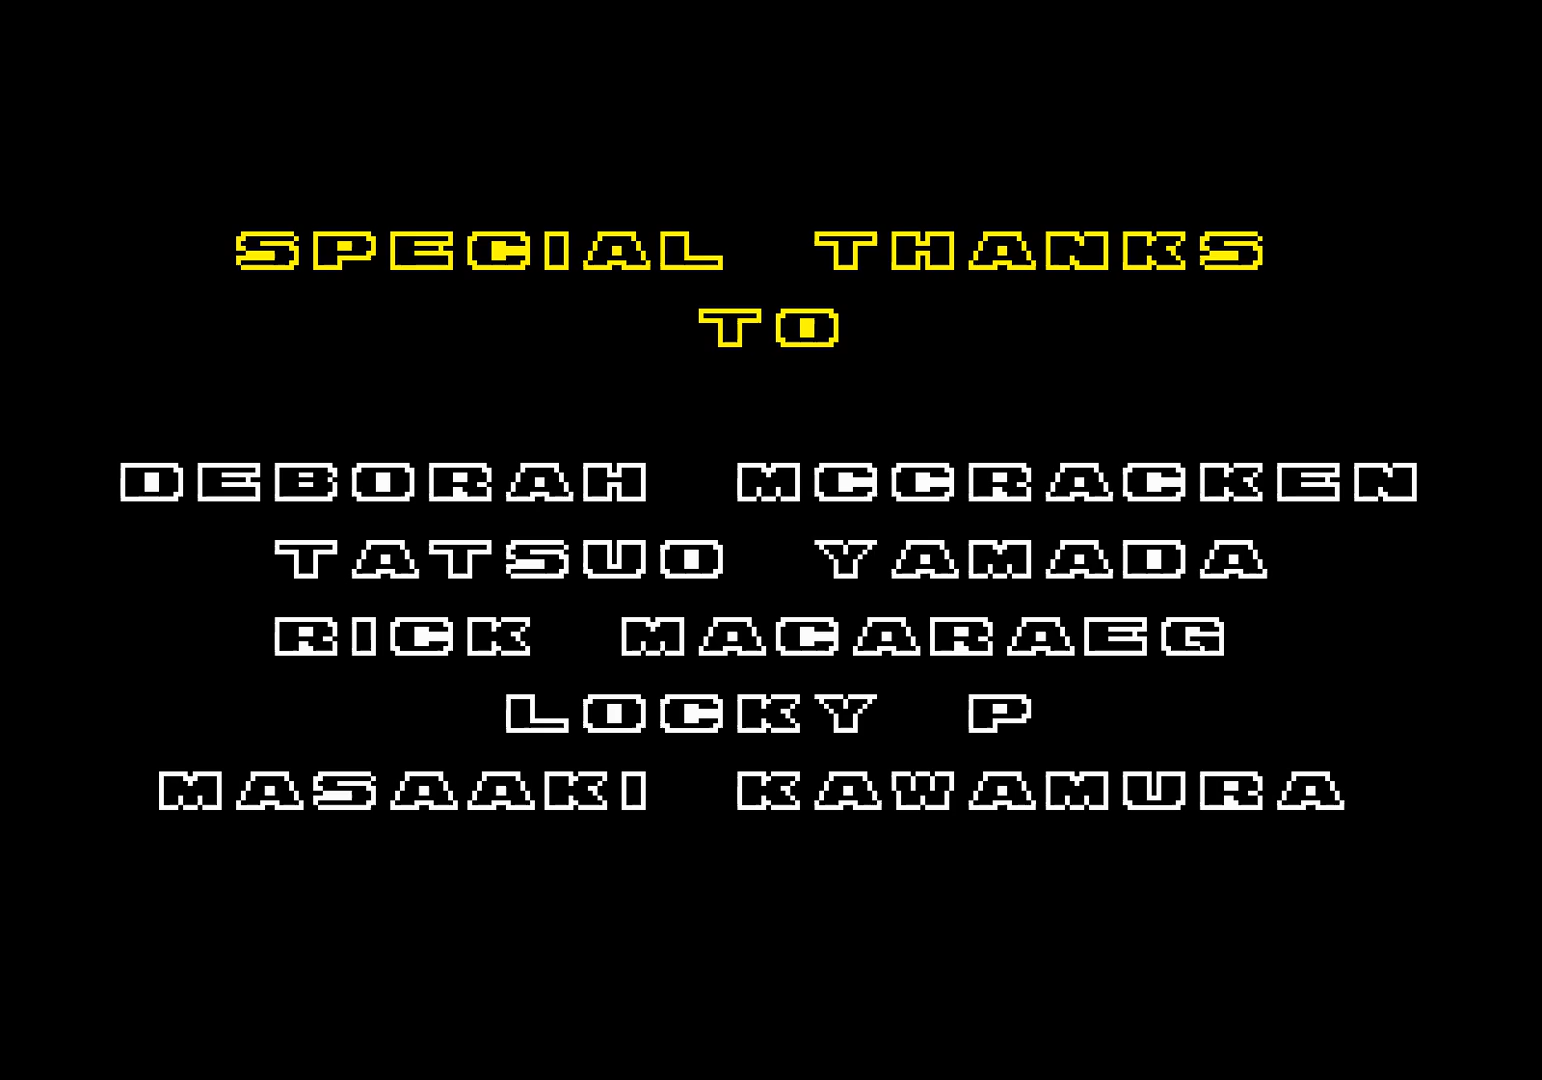 SPECIAL THANKS
TO
DEBORAH MCCRACKEN
TATSUO YAMADA
RICK MACARAEG
LOCKY P
MASAAKI KAWAMURA